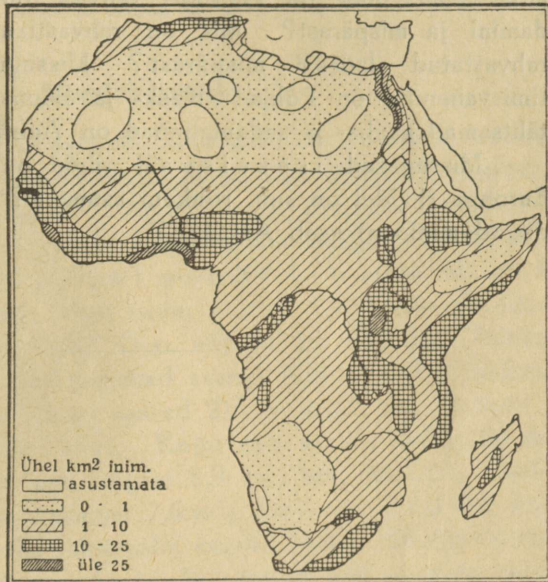 Ühel km² inim.
asustamata
0 - 1
1 - 10
10 - 25
üle 25